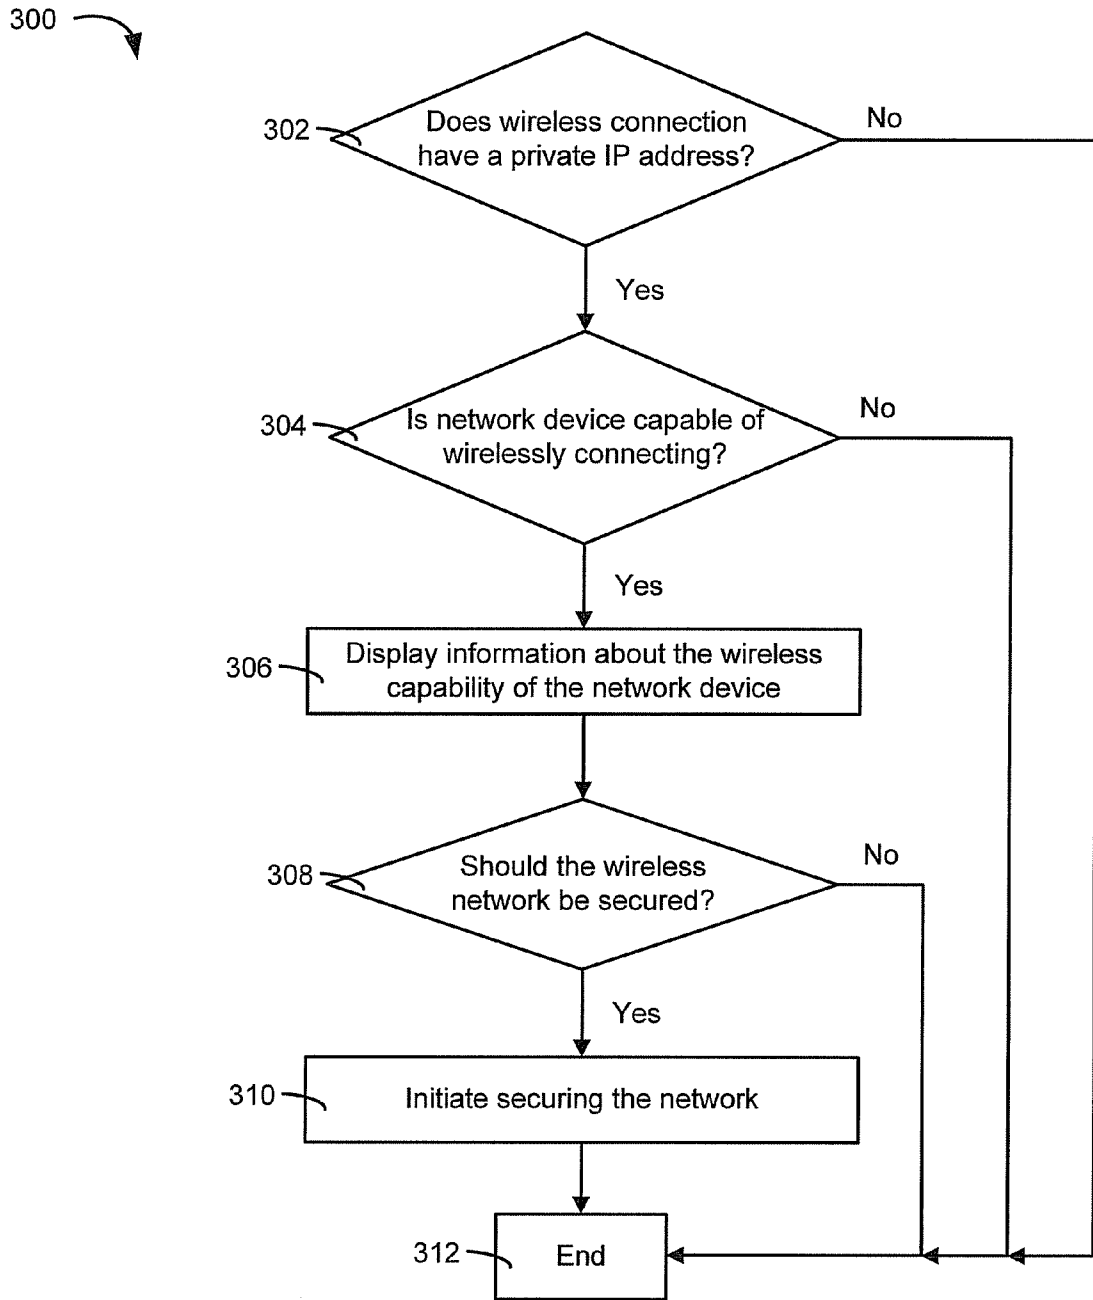 300
302
Does wireless connection
have a private IP address?
No
Yes
304
Is network device capable of
wirelessly connecting?
No
Yes
306
Display information about the wireless
capability of the network device
308
Should the wireless
network be secured?
No
Yes
310
Initiate securing the network
312
End